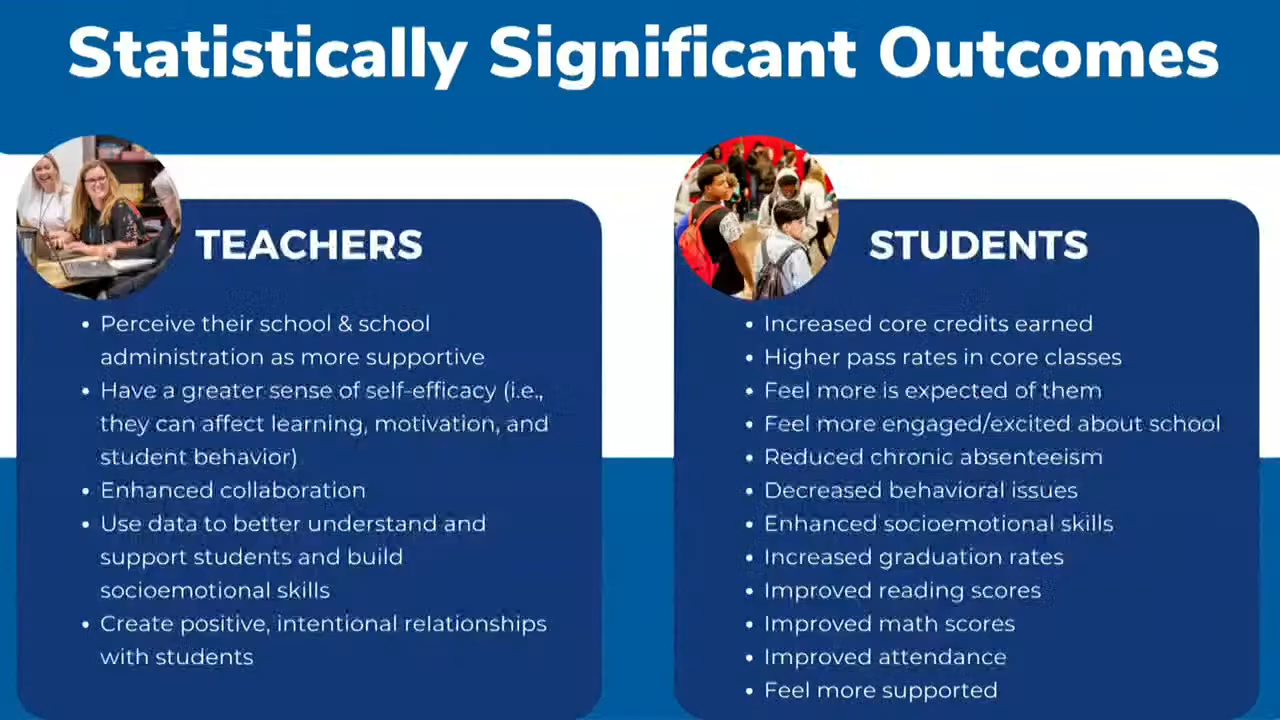 Statistically Significant Outcomes
TEACHERS
• Perceive their school & school
administration as more supportive
• Have a greater sense of self-efficacy (i.e.,
they can affect learning, motivation, and
student behavior)
• Enhanced collaboration
• Use data to better understand and
support students and build
socioemotional skills
• Create positive, intentional relationships
with students
STUDENTS
• Increased core credits earned
• Higher pass rates in core classes
• Feel more is expected of them
• Feel more engaged/excited about school
• Reduced chronic absenteeism
• Decreased behavioral issues
• Enhanced socioemotional skills
• Increased graduation rates
• Improved reading scores
• Improved math scores
• Improved attendance
• Feel more supported